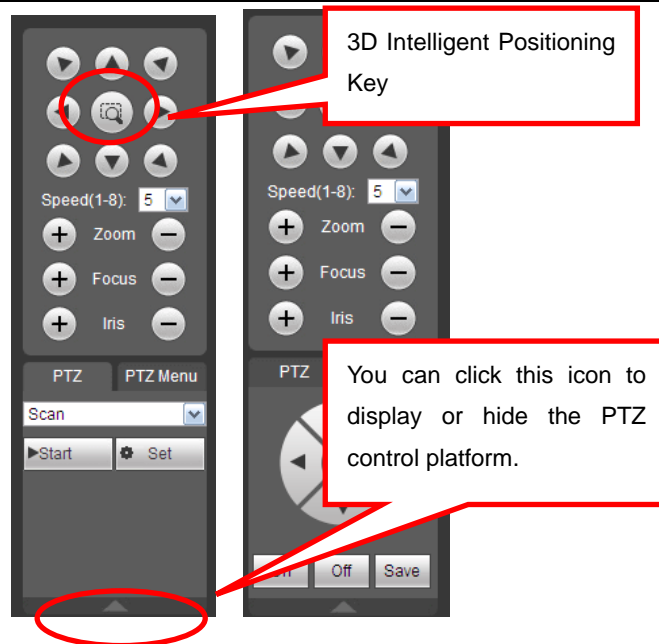 3D Intelligent Positioning
Key
Speed(1-8): 5
Zoom
Focus
Iris
PTZ PTZ Menu
Scan
Start Set
Speed(1-8): 5
Zoom
Focus
Iris
PTZ
You can click this icon to
display or hide the PTZ
control platform.
Off Save